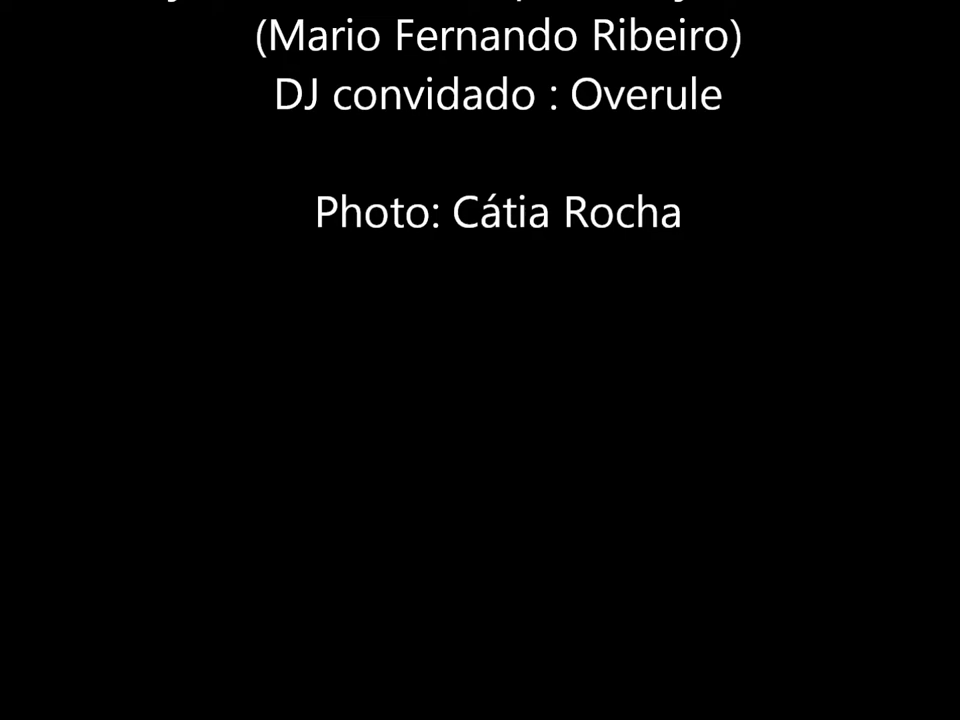 (Mario Fernando Ribeiro)
DJ convidado : Overule
Photo: Cátia Rocha